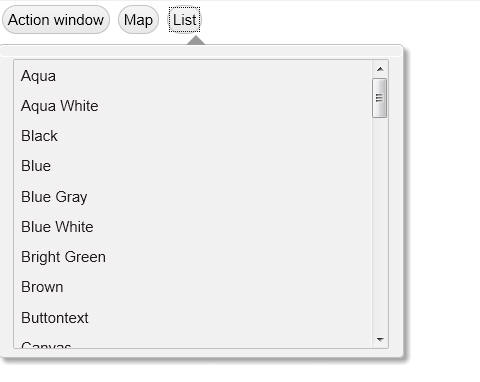 Action window Map List
Aqua
Aqua White
Black
Blue
Blue Gray
Blue White
Bright Green
Brown
Buttontext
Canvas